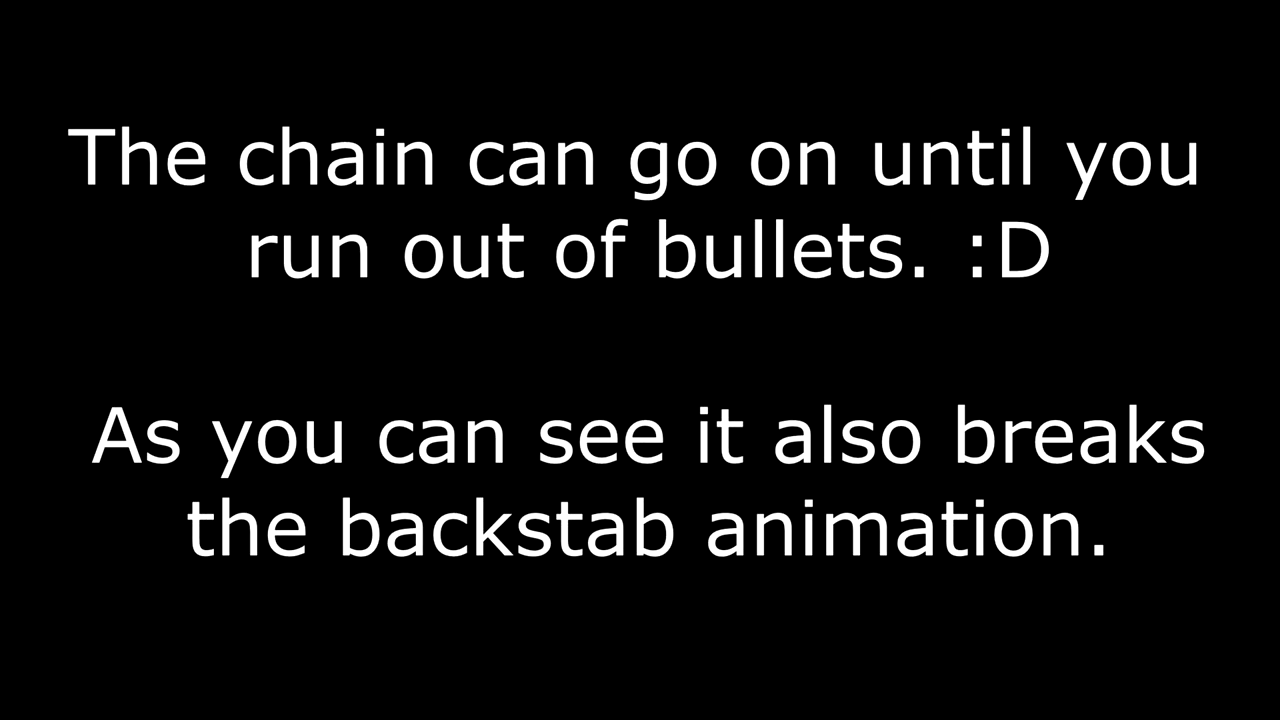 The chain can go on until you
run out of bullets. :D
As you can see it also breaks
the backstab animation.